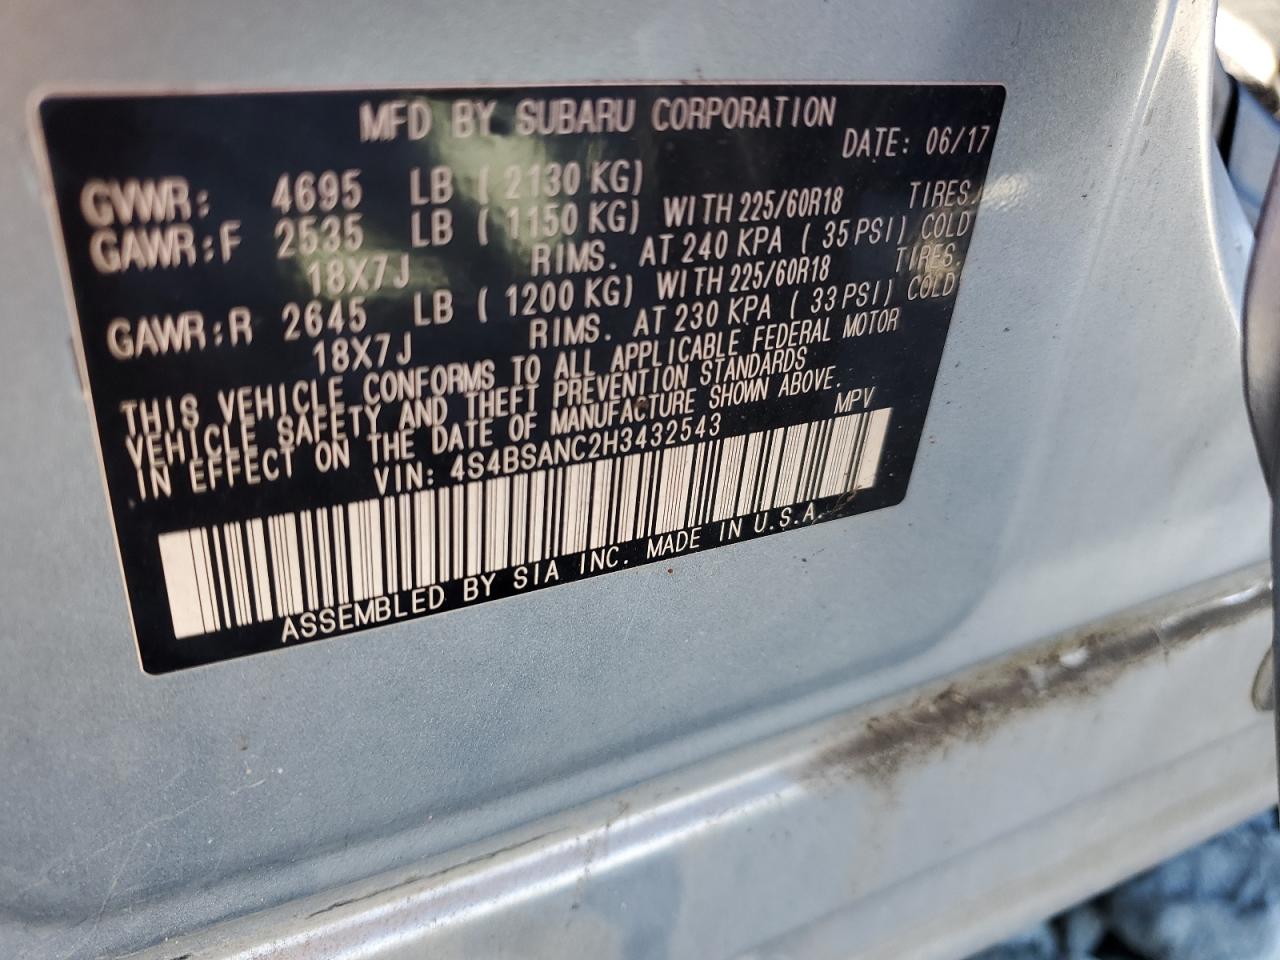 MFD BY SUBARU CORPORATION
DATE: 06/17
GVWR: 4695 LB ( 2130 KG)
GAWR:F 2535 LB ( 1150 KG) WITH 225/60R18 TIRES.
18X7J RIMS. AT 240 KPA ( 35 PSI) COLD
GAWR:R 2645 LB ( 1200 KG) WITH 225/60R18 TIRES.
18X7J RIMS. AT 230 KPA ( 33 PSI) COLD
THIS VEHICLE CONFORMS TO ALL APPLICABLE FEDERAL MOTOR
VEHICLE SAFETY AND THEFT PREVENTION STANDARDS
IN EFFECT ON THE DATE OF MANUFACTURE SHOWN ABOVE.
VIN: 4S4BSANC2H3432543 MPV
ASSEMBLED BY SIA INC. MADE IN U.S.A.